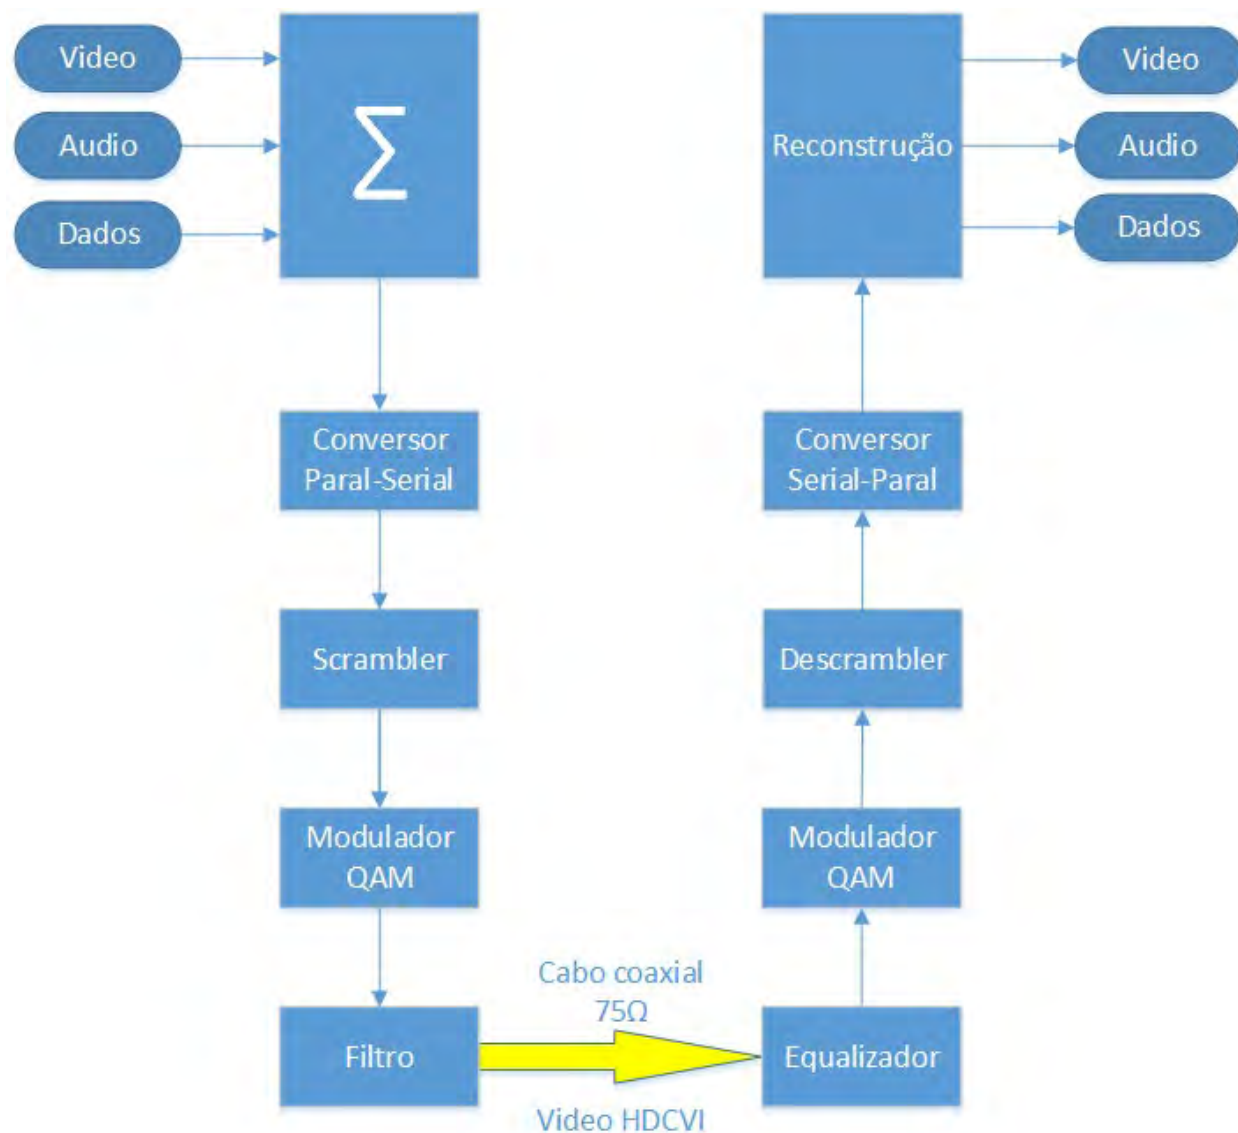 Video
Audio
Dados
∑
Conversor
Paral-Serial
Scrambler
Modulador
QAM
Filtro
Cabo coaxial
75Ω
Video HDCVI
Equalizador
Modulador
QAM
Descrambler
Conversor
Serial-Paral
Reconstrução
Video
Audio
Dados